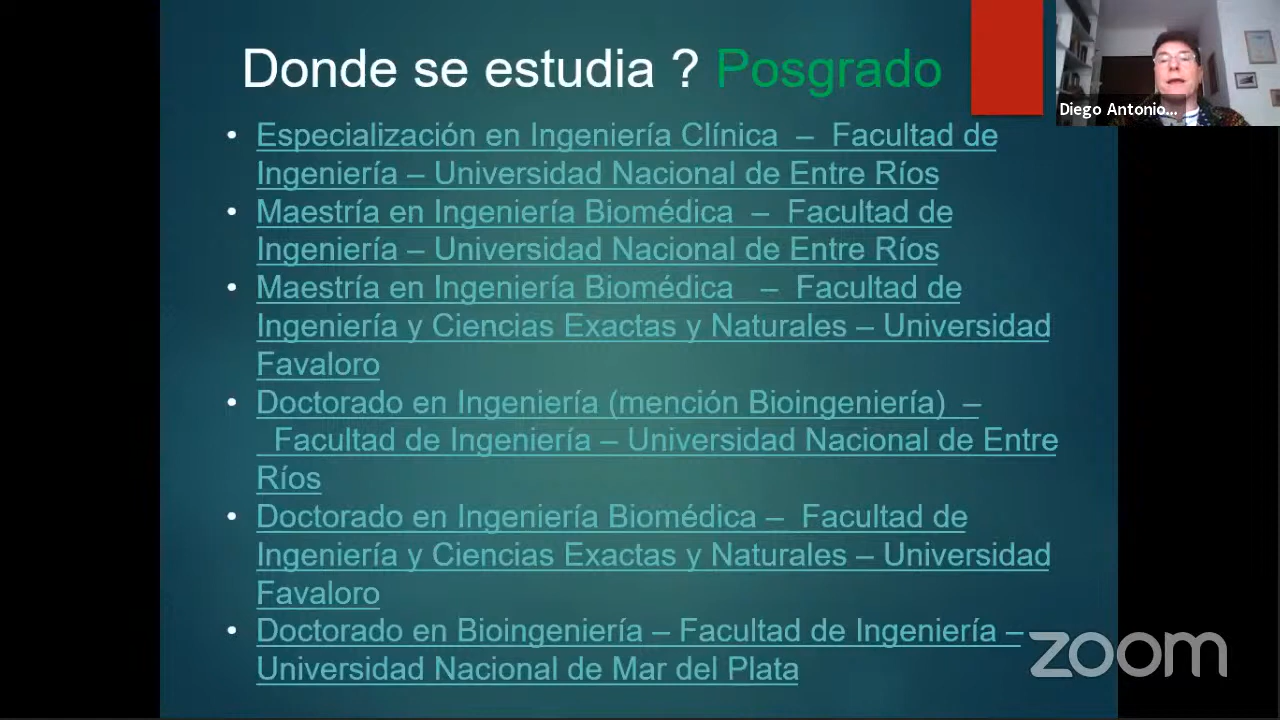 Donde se estudia ? Posgrado
Diego Antonio...
• Especialización en Ingeniería Clínica – Facultad de
Ingeniería – Universidad Nacional de Entre Ríos
• Maestría en Ingeniería Biomédica – Facultad de
Ingeniería – Universidad Nacional de Entre Ríos
• Maestría en Ingeniería Biomédica – Facultad de
Ingeniería y Ciencias Exactas y Naturales – Universidad
Favaloro
• Doctorado en Ingeniería (mención Bioingeniería) –
Facultad de Ingeniería – Universidad Nacional de Entre
Ríos
• Doctorado en Ingeniería Biomédica – Facultad de
Ingeniería y Ciencias Exactas y Naturales – Universidad
Favaloro
• Doctorado en Bioingeniería – Facultad de Ingeniería –
Universidad Nacional de Mar del Plata
zoom